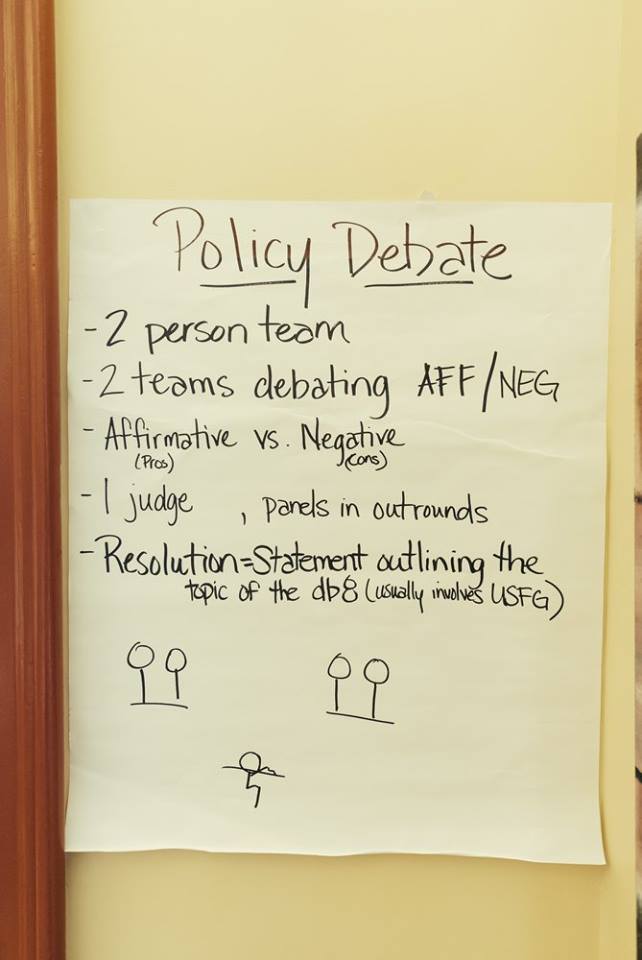 Policy Debate
- 2 person team
- 2 teams debating AFF/NEG
- Affirmative vs. Negative
(Pros) (Cons)
- 1 judge , panels in outrounds
- Resolution=Statement outlining the
topic of the db8 (usually involves USFG)